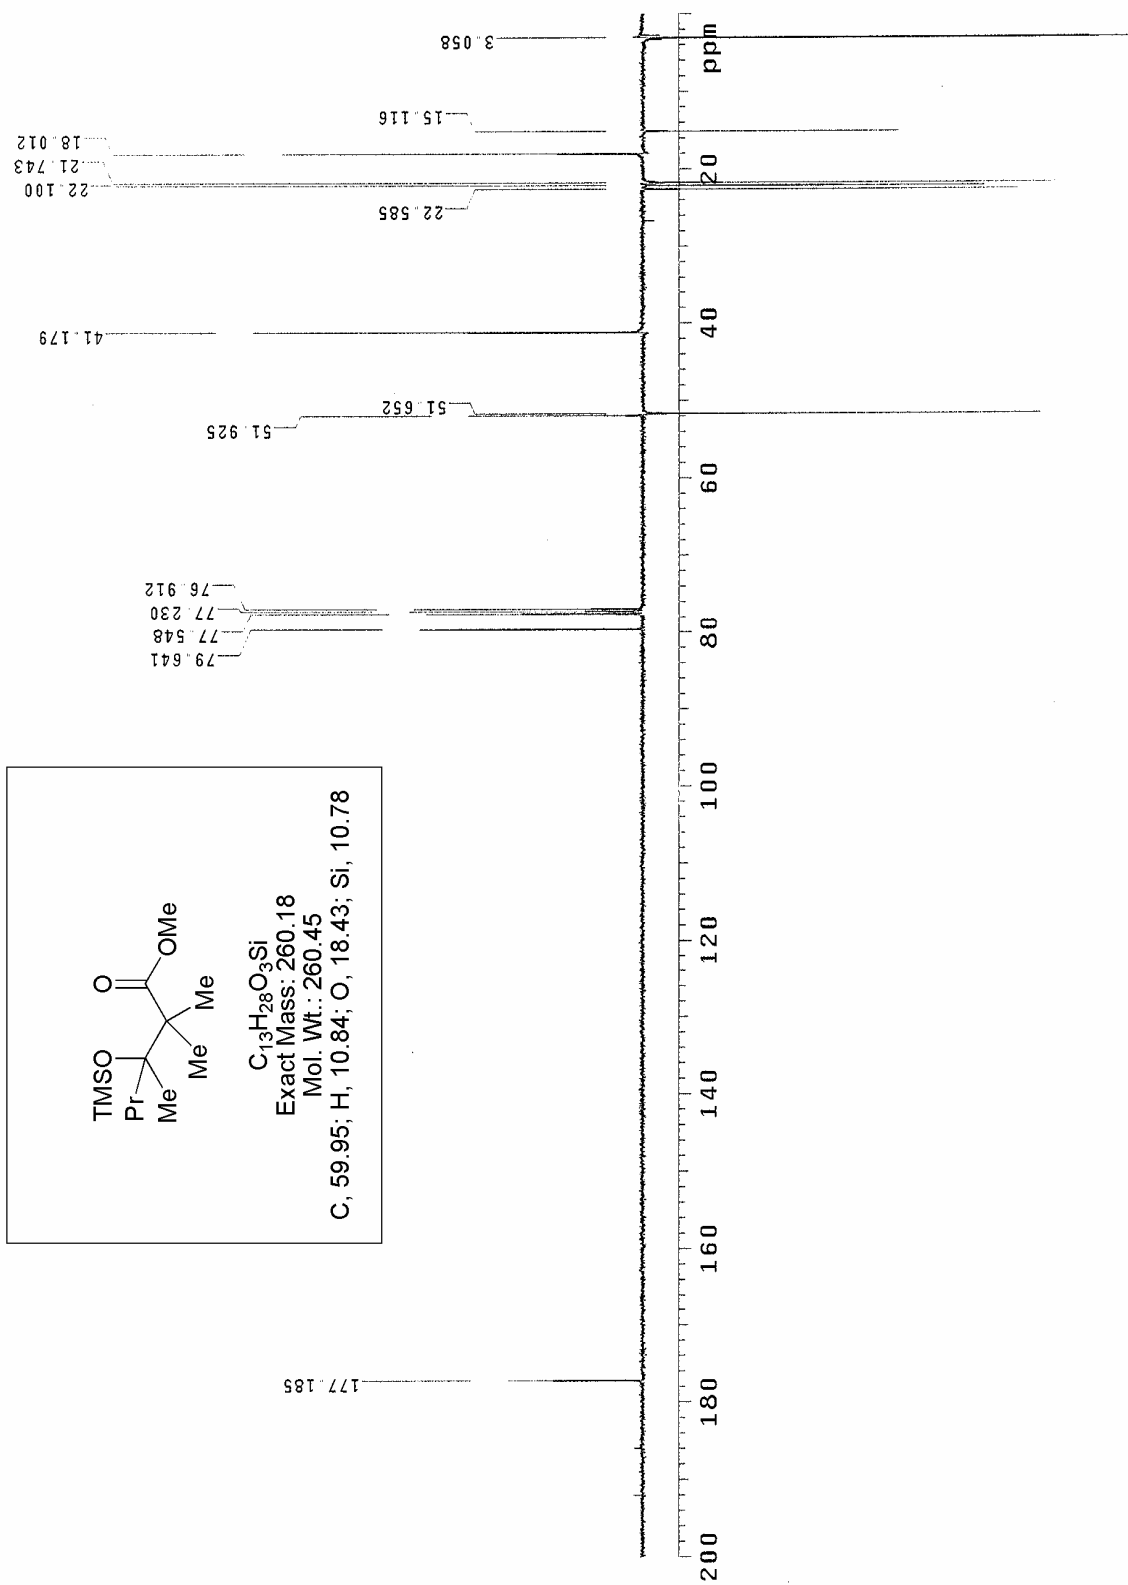 3.058
15.116
18.012
21.743
22.100
22.585
41.179
51.652
51.925
76.912
77.230
77.548
79.641
177.185
ppm
20
40
60
80
100
120
140
160
180
200
TMSO
O
Pr
OMe
Me
Me
Me
C13H28O3Si
Exact Mass: 260.18
Mol. Wt.: 260.45
C, 59.95; H, 10.84; O, 18.43; Si, 10.78